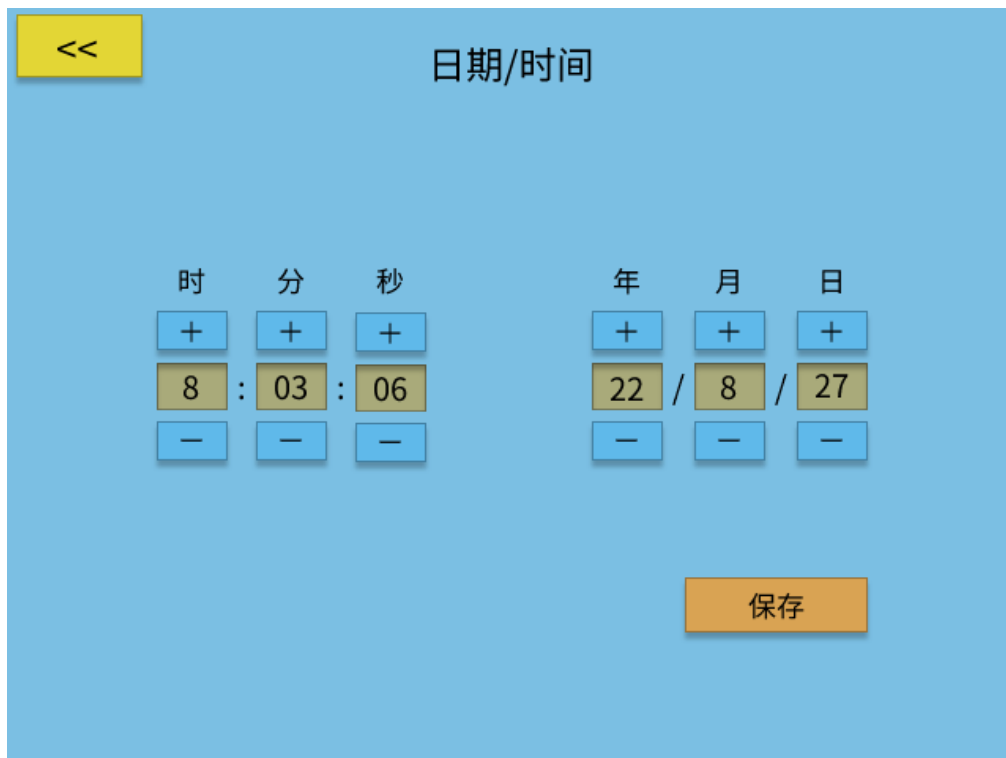 <<
日期/时间
时 分 秒 年 月 日
+ + + + + +
8 : 03 : 06 22 / 8 / 27
- - - - - -
保存